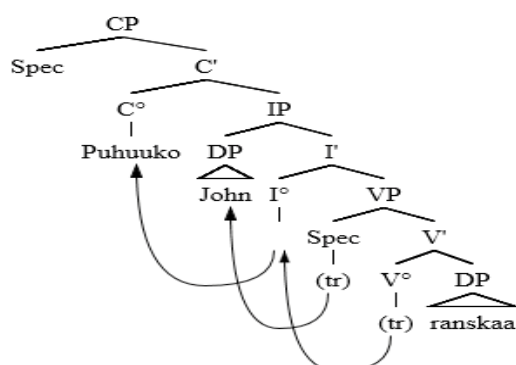 CP
Spec C'
C° IP
Puhuuko DP I'
John I° VP
Spec V'
(tr) V° DP
(tr) ranskaa